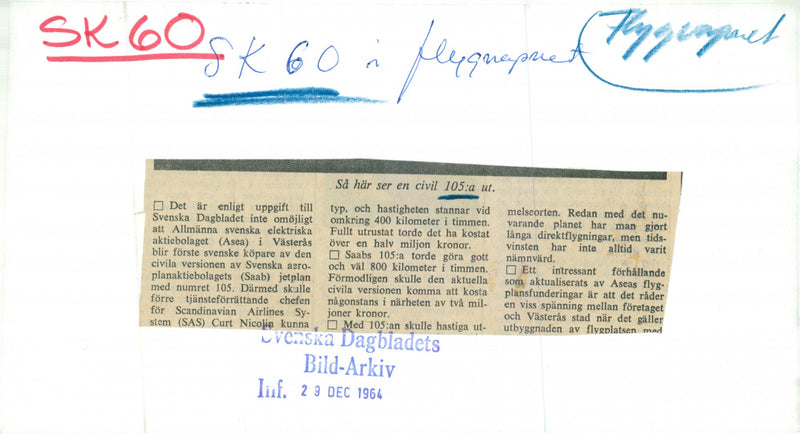 SK60
SK 60 i flygvapnet
Flygvapnet
Så här ser en civil 105:a ut.
□ Det är enligt uppgift till
Svenska Dagbladet inte omöjligt
att Allmänna svenska elektriska
aktiebolaget (Asea) i Västerås
blir förste svenske köpare av den
civila versionen av Svenska aero-
planaktiebolagets (Saab) jetplan
med numret 105. Därmed skulle
förre tjänsteförrättande chefen
för Scandinavian Airlines Sy-
stem (SAS) Curt Nicolin kunna
typ, och hastigheten stannar vid
omkring 400 kilometer i timmen.
Fullt utrustat torde det ha kostat
över en halv miljon kronor.
□ Saabs 105:a torde göra gott
och väl 800 kilometer i timmen.
Förmodligen skulle den aktuella
civila versionen komma att kosta
någonstans i närheten av två mil-
joner kronor.
□ Med 105:an skulle hastiga ut-
melseorten. Redan med det nu-
varande planet har man gjort
långa direktflygningar, men tids-
vinsten har inte alltid varit
nämnvärd.
□ Ett intressant förhållande
som aktualiserats av Aseas flyg-
plansfunderingar är att det råder
en viss spänning mellan företaget
och Västerås stad när det gäller
utbyggnaden av flygplatsen med
Svenska Dagbladets
Bild-Arkiv
Inf. 29 DEC 1964